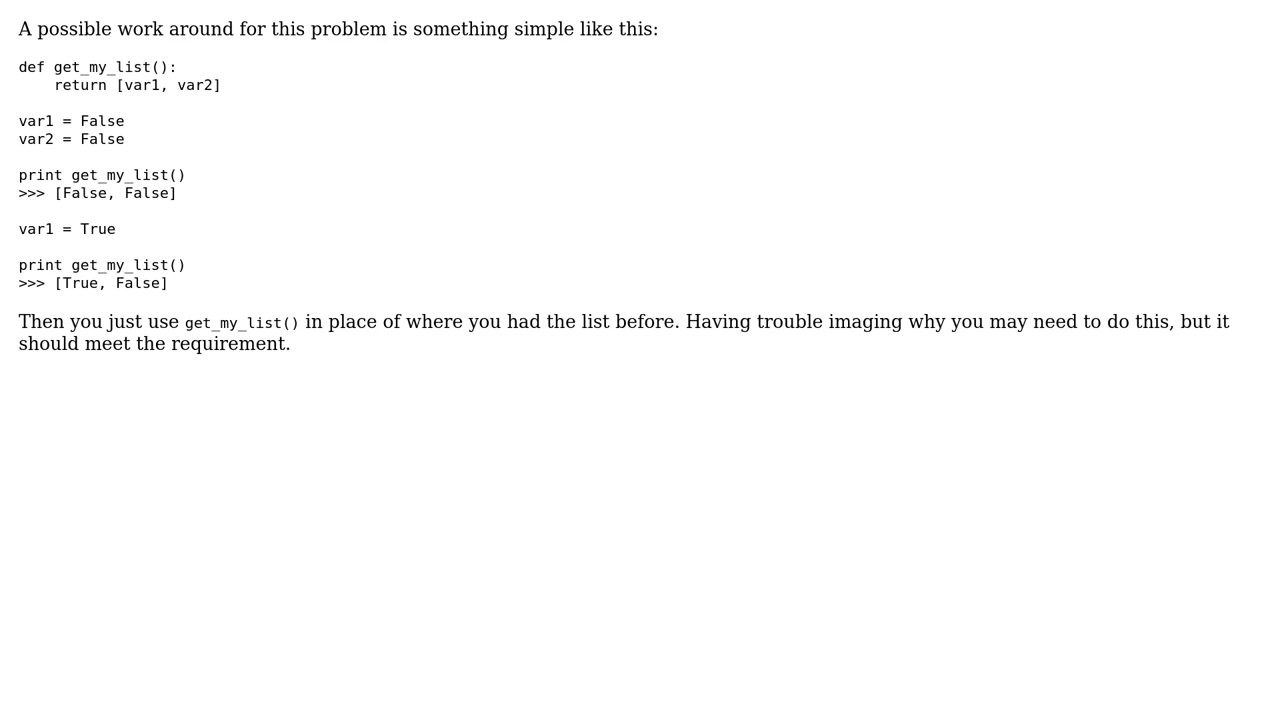 A possible work around for this problem is something simple like this:
def get_my_list():
    return [var1, var2]
var1 = False
var2 = False
print get_my_list()
>>> [False, False]
var1 = True
print get_my_list()
>>> [True, False]
Then you just use get_my_list() in place of where you had the list before. Having trouble imaging why you may need to do this, but it
should meet the requirement.